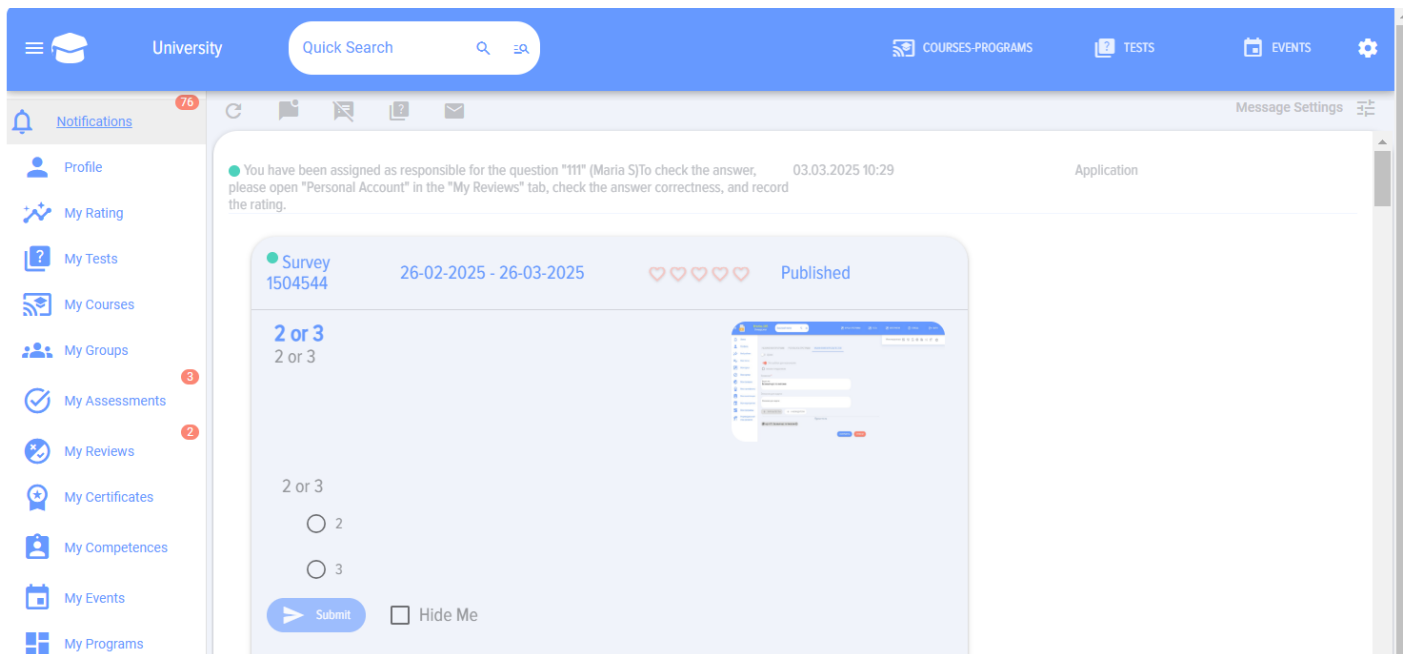 University
Quick Search
COURSES-PROGRAMS
TESTS
EVENTS
Notifications
76
Message Settings
Profile
My Rating
My Tests
My Courses
My Groups
3
My Assessments
2
My Reviews
My Certificates
My Competences
My Events
My Programs
You have been assigned as responsible for the question "111" (Maria S)To check the answer,
please open "Personal Account" in the "My Reviews" tab, check the answer correctness, and record
the rating.
03.03.2025 10:29
Application
Survey
1504544
26-02-2025 - 26-03-2025
Published
2 or 3
2 or 3
2 or 3
2
3
Submit
Hide Me